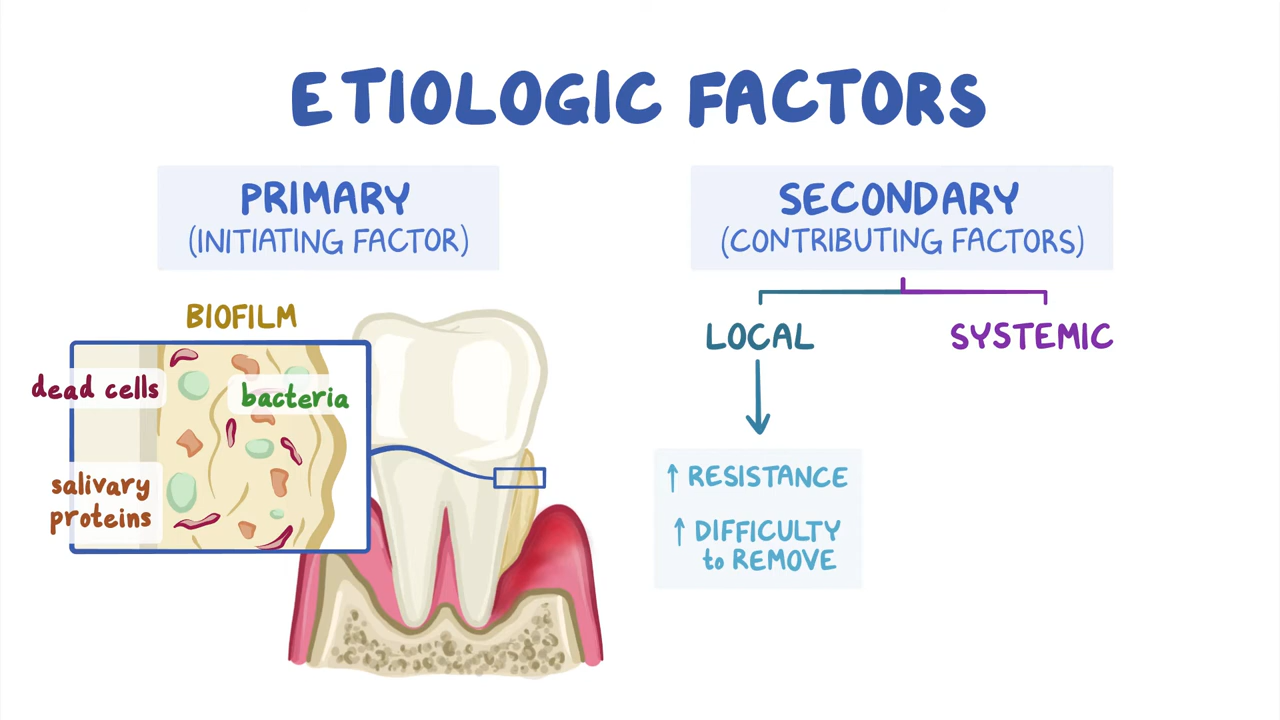 ETIOLOGIC FACTORS
PRIMARY
(INITIATING FACTOR)
BIOFILM
dead cells
bacteria
salivary
proteins
SECONDARY
(CONTRIBUTING FACTORS)
LOCAL
SYSTEMIC
↑ RESISTANCE
↑ DIFFICULTY
to REMOVE